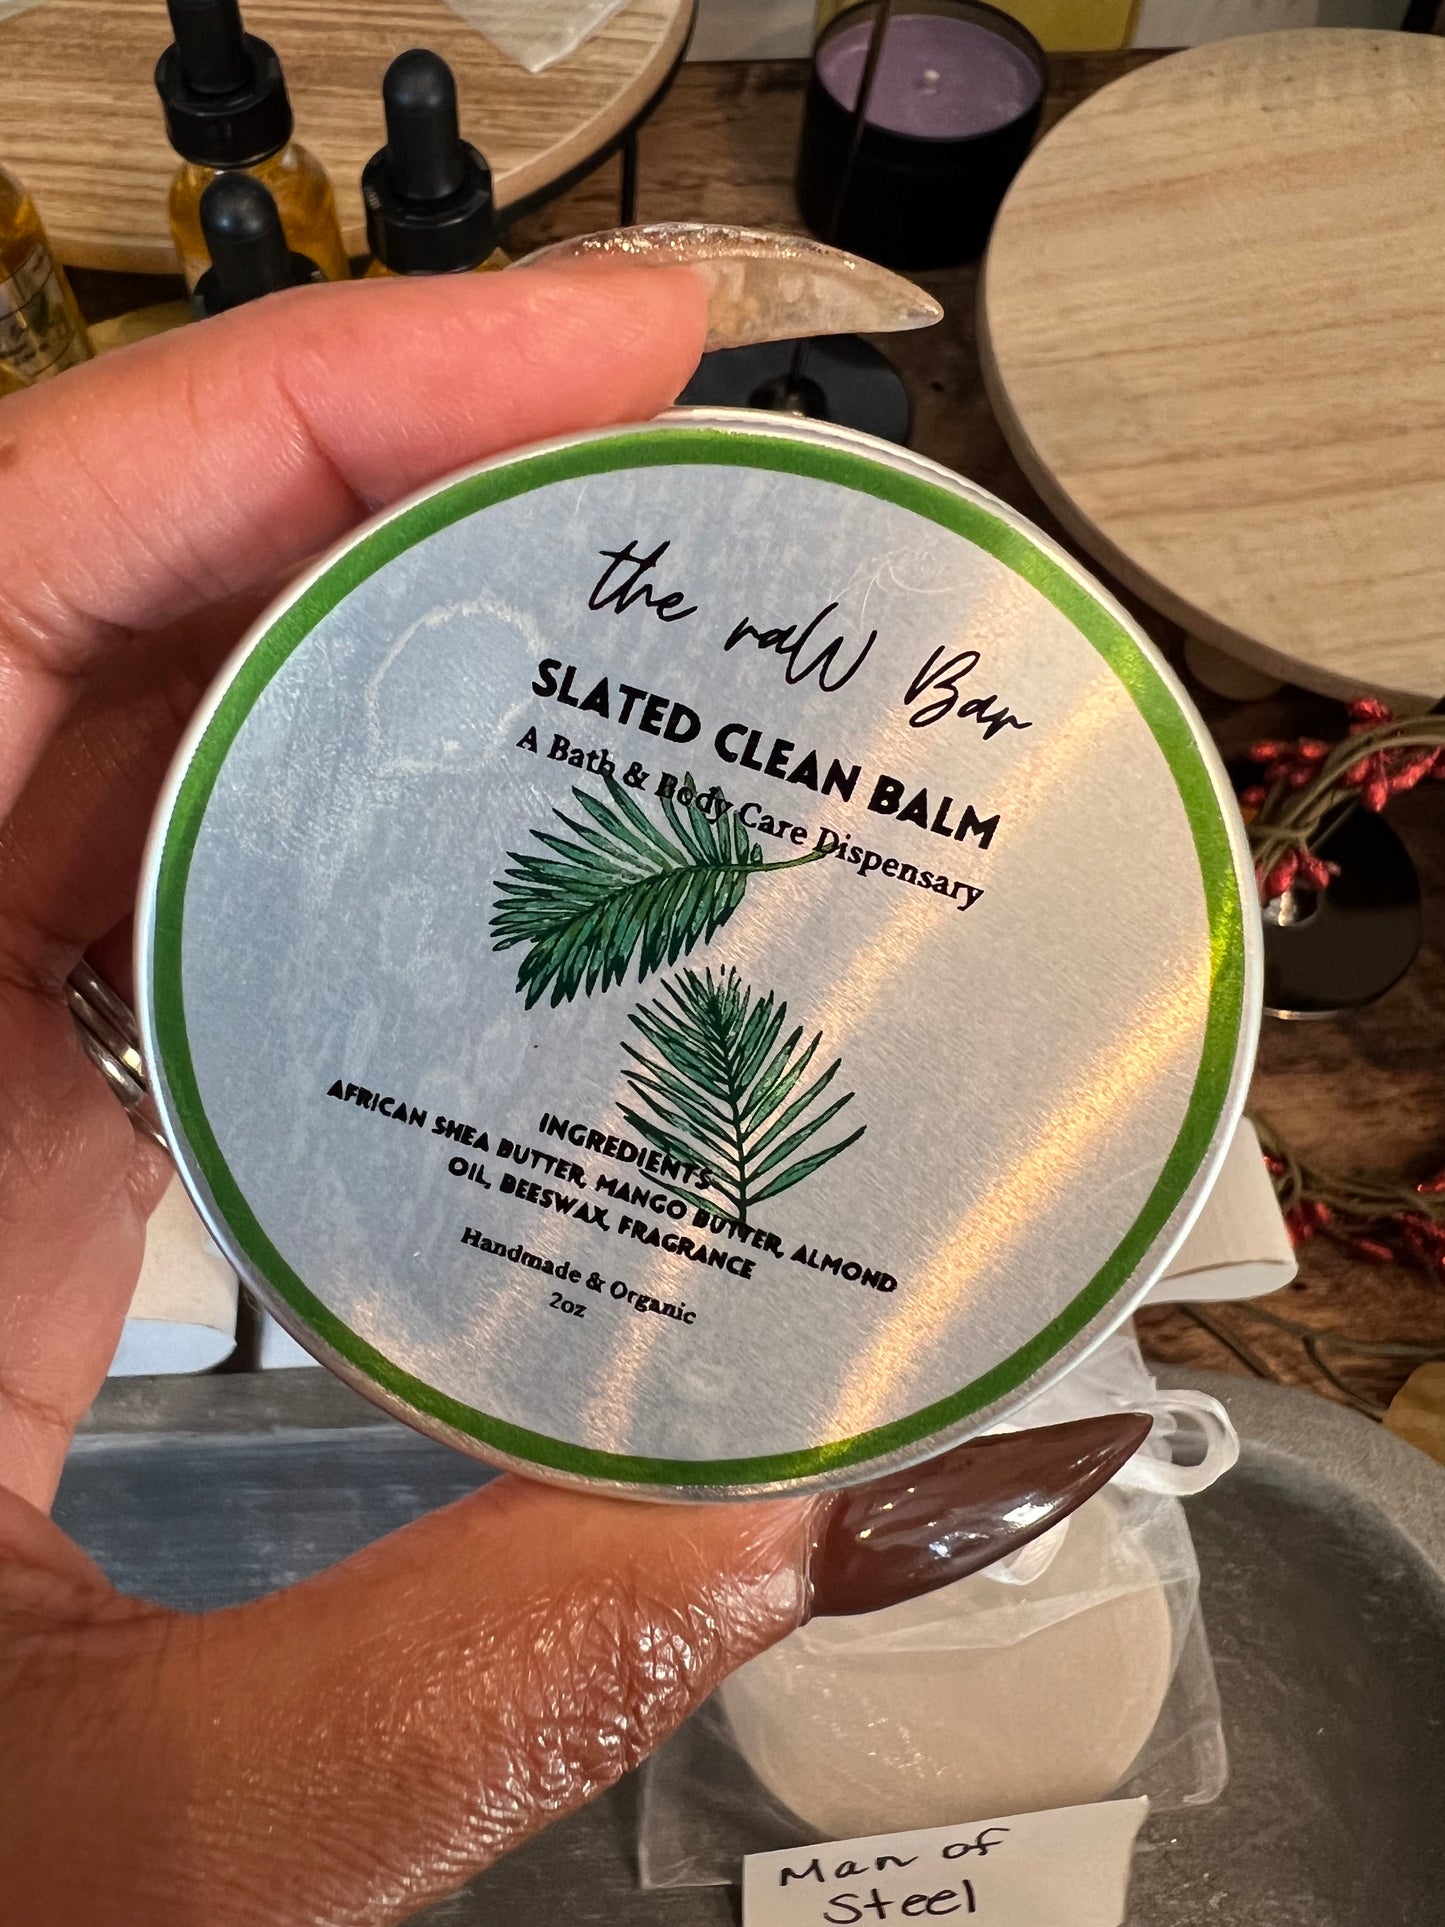 the raW Bar
SLATED CLEAN BALM
A Bath & Body Care Dispensary
INGREDIENTS
AFRICAN SHEA BUTTER, MANGO BUTTER, ALMOND
OIL, BEESWAX, FRAGRANCE
Handmade & Organic
2oz
Man of
Steel